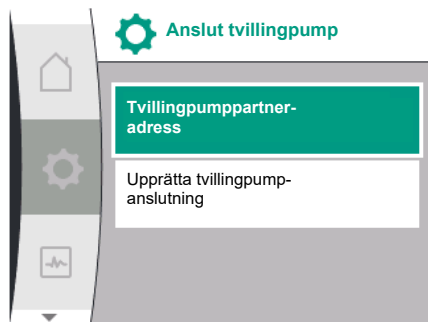 Anslut tvillingpump
Tvillingpumppartner-
adress
Upprätta tvillingpump-
anslutning